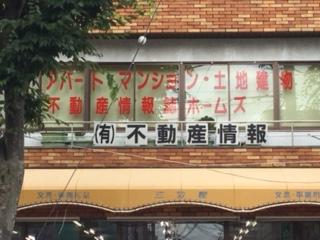 アパート・マンション・土地建物
不動産情報誌ホームズ
(有)不動産情報